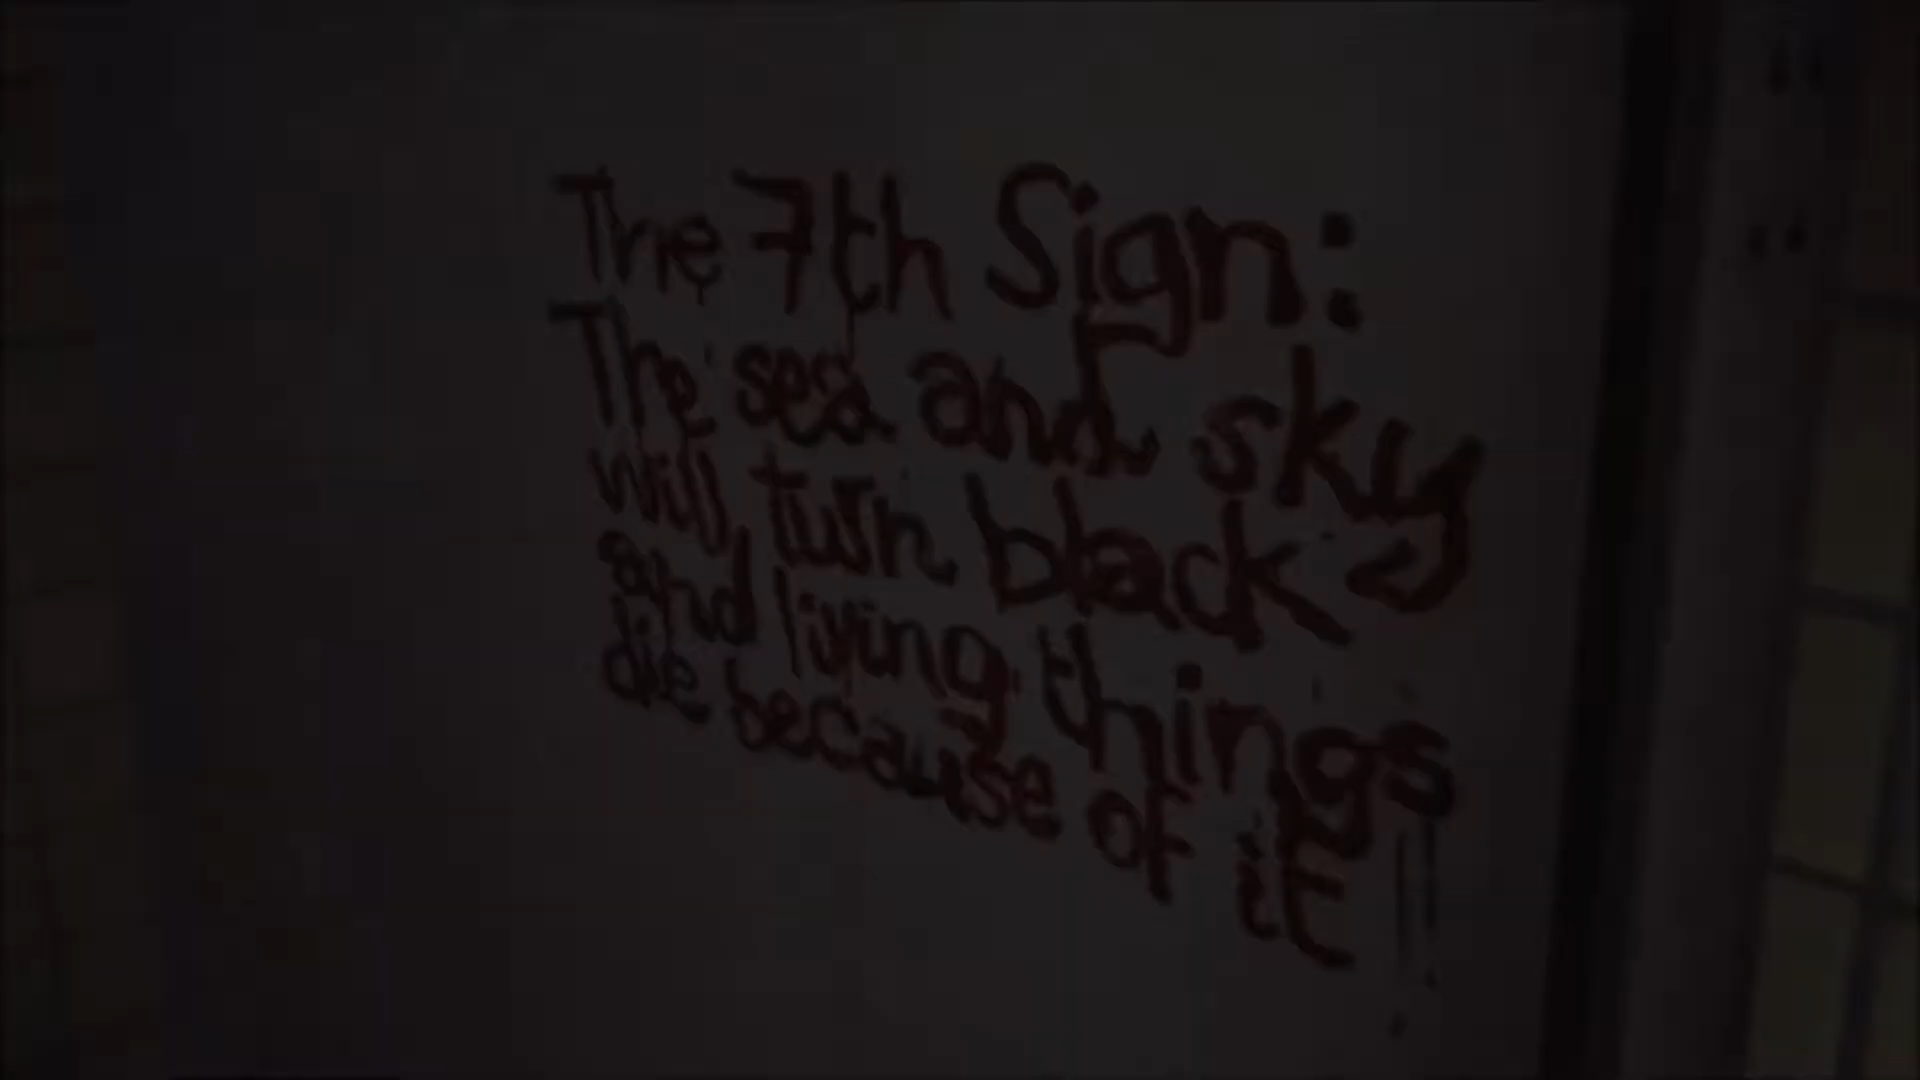 The 7th Sign:
The sea and sky
will turn black
and living things
die because of it